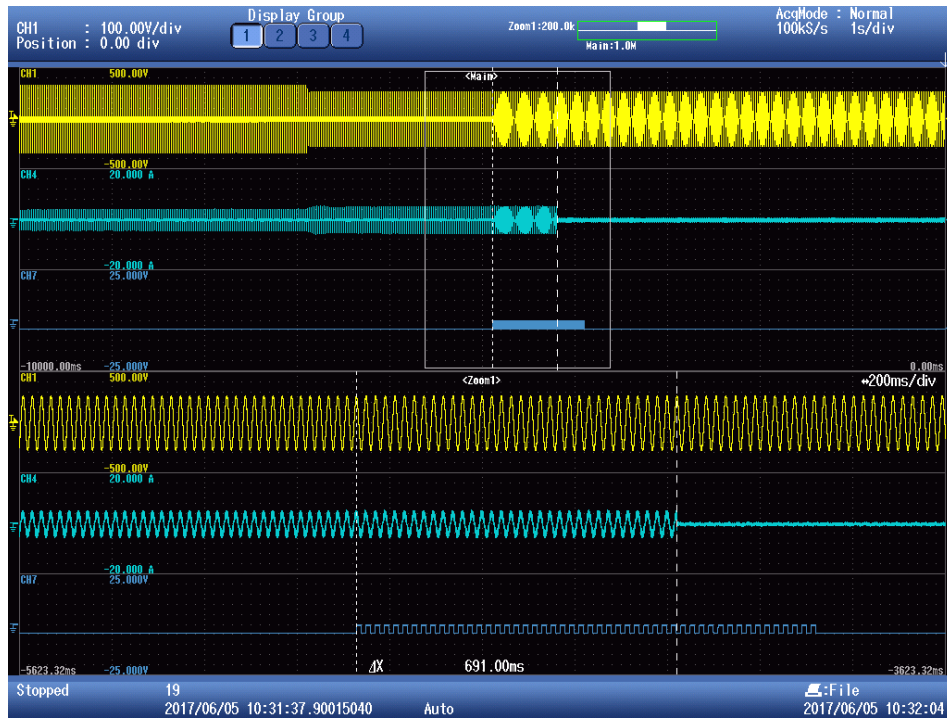 CH1 : 100.00V/div
Position : 0.00 div
Display Group
1 2 3 4
Zoom1:200.0k
Main:1.0M
AcqMode : Normal
100kS/s 1s/div
CH1 500.00V
<Main>
-500.00V
CH4 20.000 A
-20.000 A
CH7 25.000V
-10000.00ms -25.000V 0.00ms
CH1 500.00V
<Zoom1>
↔200ms/div
-500.00V
CH4 20.000 A
-20.000 A
CH7 25.000V
ΔX 691.00ms
-5623.32ms -25.000V -3623.32ms
Stopped 19
:File
2017/06/05 10:31:37.90015040 Auto
2017/06/05 10:32:04